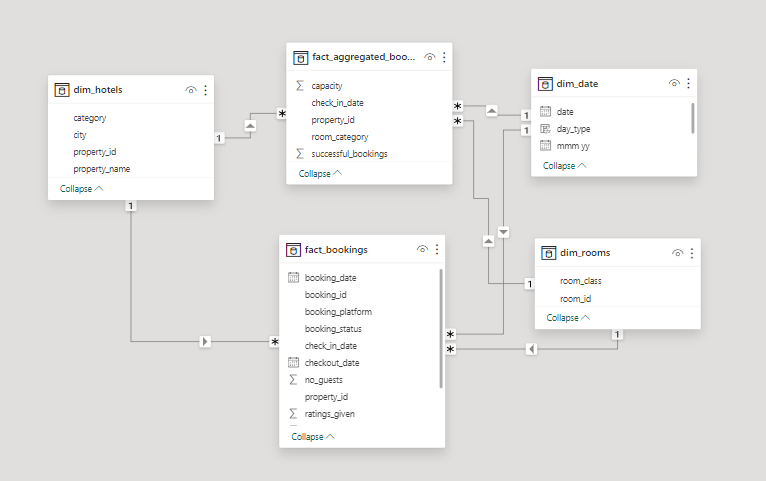 dim_hotels
category
city
property_id
property_name
Collapse
1
1
fact_aggregated_boo...
capacity
check_in_date
property_id
room_category
successful_bookings
Collapse
*
*
*
dim_date
date
day_type
mmm yy
Collapse
1
1
fact_bookings
booking_date
booking_id
booking_platform
booking_status
check_in_date
checkout_date
no_guests
property_id
ratings_given
Collapse
*
*
*
dim_rooms
room_class
room_id
Collapse
1
1